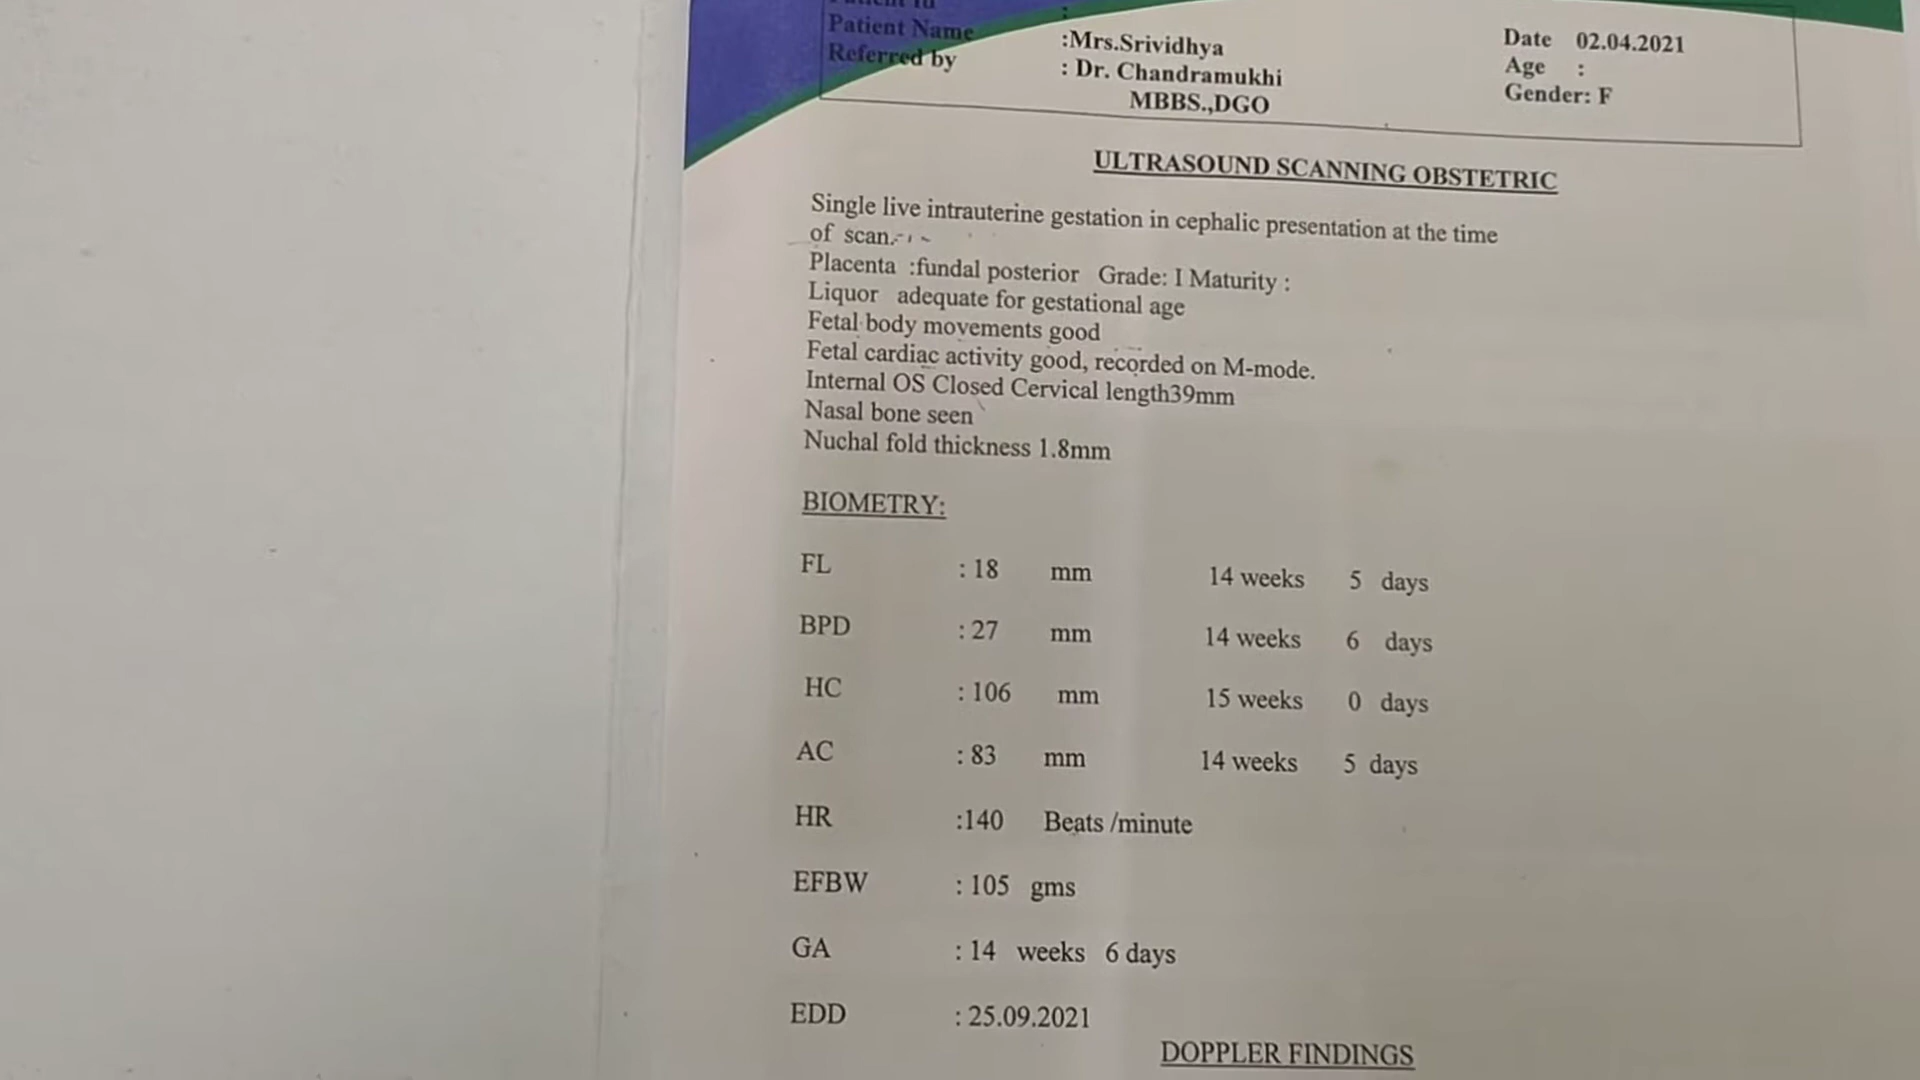 Patient Id :
Patient Name :Mrs.Srividhya Date 02.04.2021
Referred by : Dr. Chandramukhi Age :
MBBS.,DGO Gender: F
ULTRASOUND SCANNING OBSTETRIC
Single live intrauterine gestation in cephalic presentation at the time
of scan.
Placenta :fundal posterior Grade: I Maturity :
Liquor adequate for gestational age
Fetal body movements good
Fetal cardiac activity good, recorded on M-mode.
Internal OS Closed Cervical length39mm
Nasal bone seen
Nuchal fold thickness 1.8mm
BIOMETRY:
FL : 18 mm 14 weeks 5 days
BPD : 27 mm 14 weeks 6 days
HC : 106 mm 15 weeks 0 days
AC : 83 mm 14 weeks 5 days
HR :140 Beats /minute
EFBW : 105 gms
GA : 14 weeks 6 days
EDD : 25.09.2021
DOPPLER FINDINGS